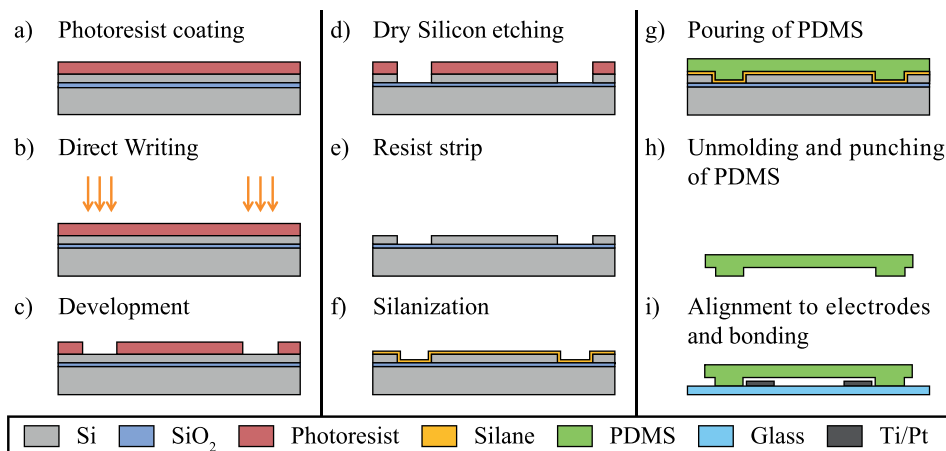 a) Photoresist coating
b) Direct Writing
c) Development
d) Dry Silicon etching
e) Resist strip
f) Silanization
g) Pouring of PDMS
h) Unmolding and punching
of PDMS
i) Alignment to electrodes
and bonding
Si SiO₂ Photoresist Silane PDMS Glass Ti/Pt